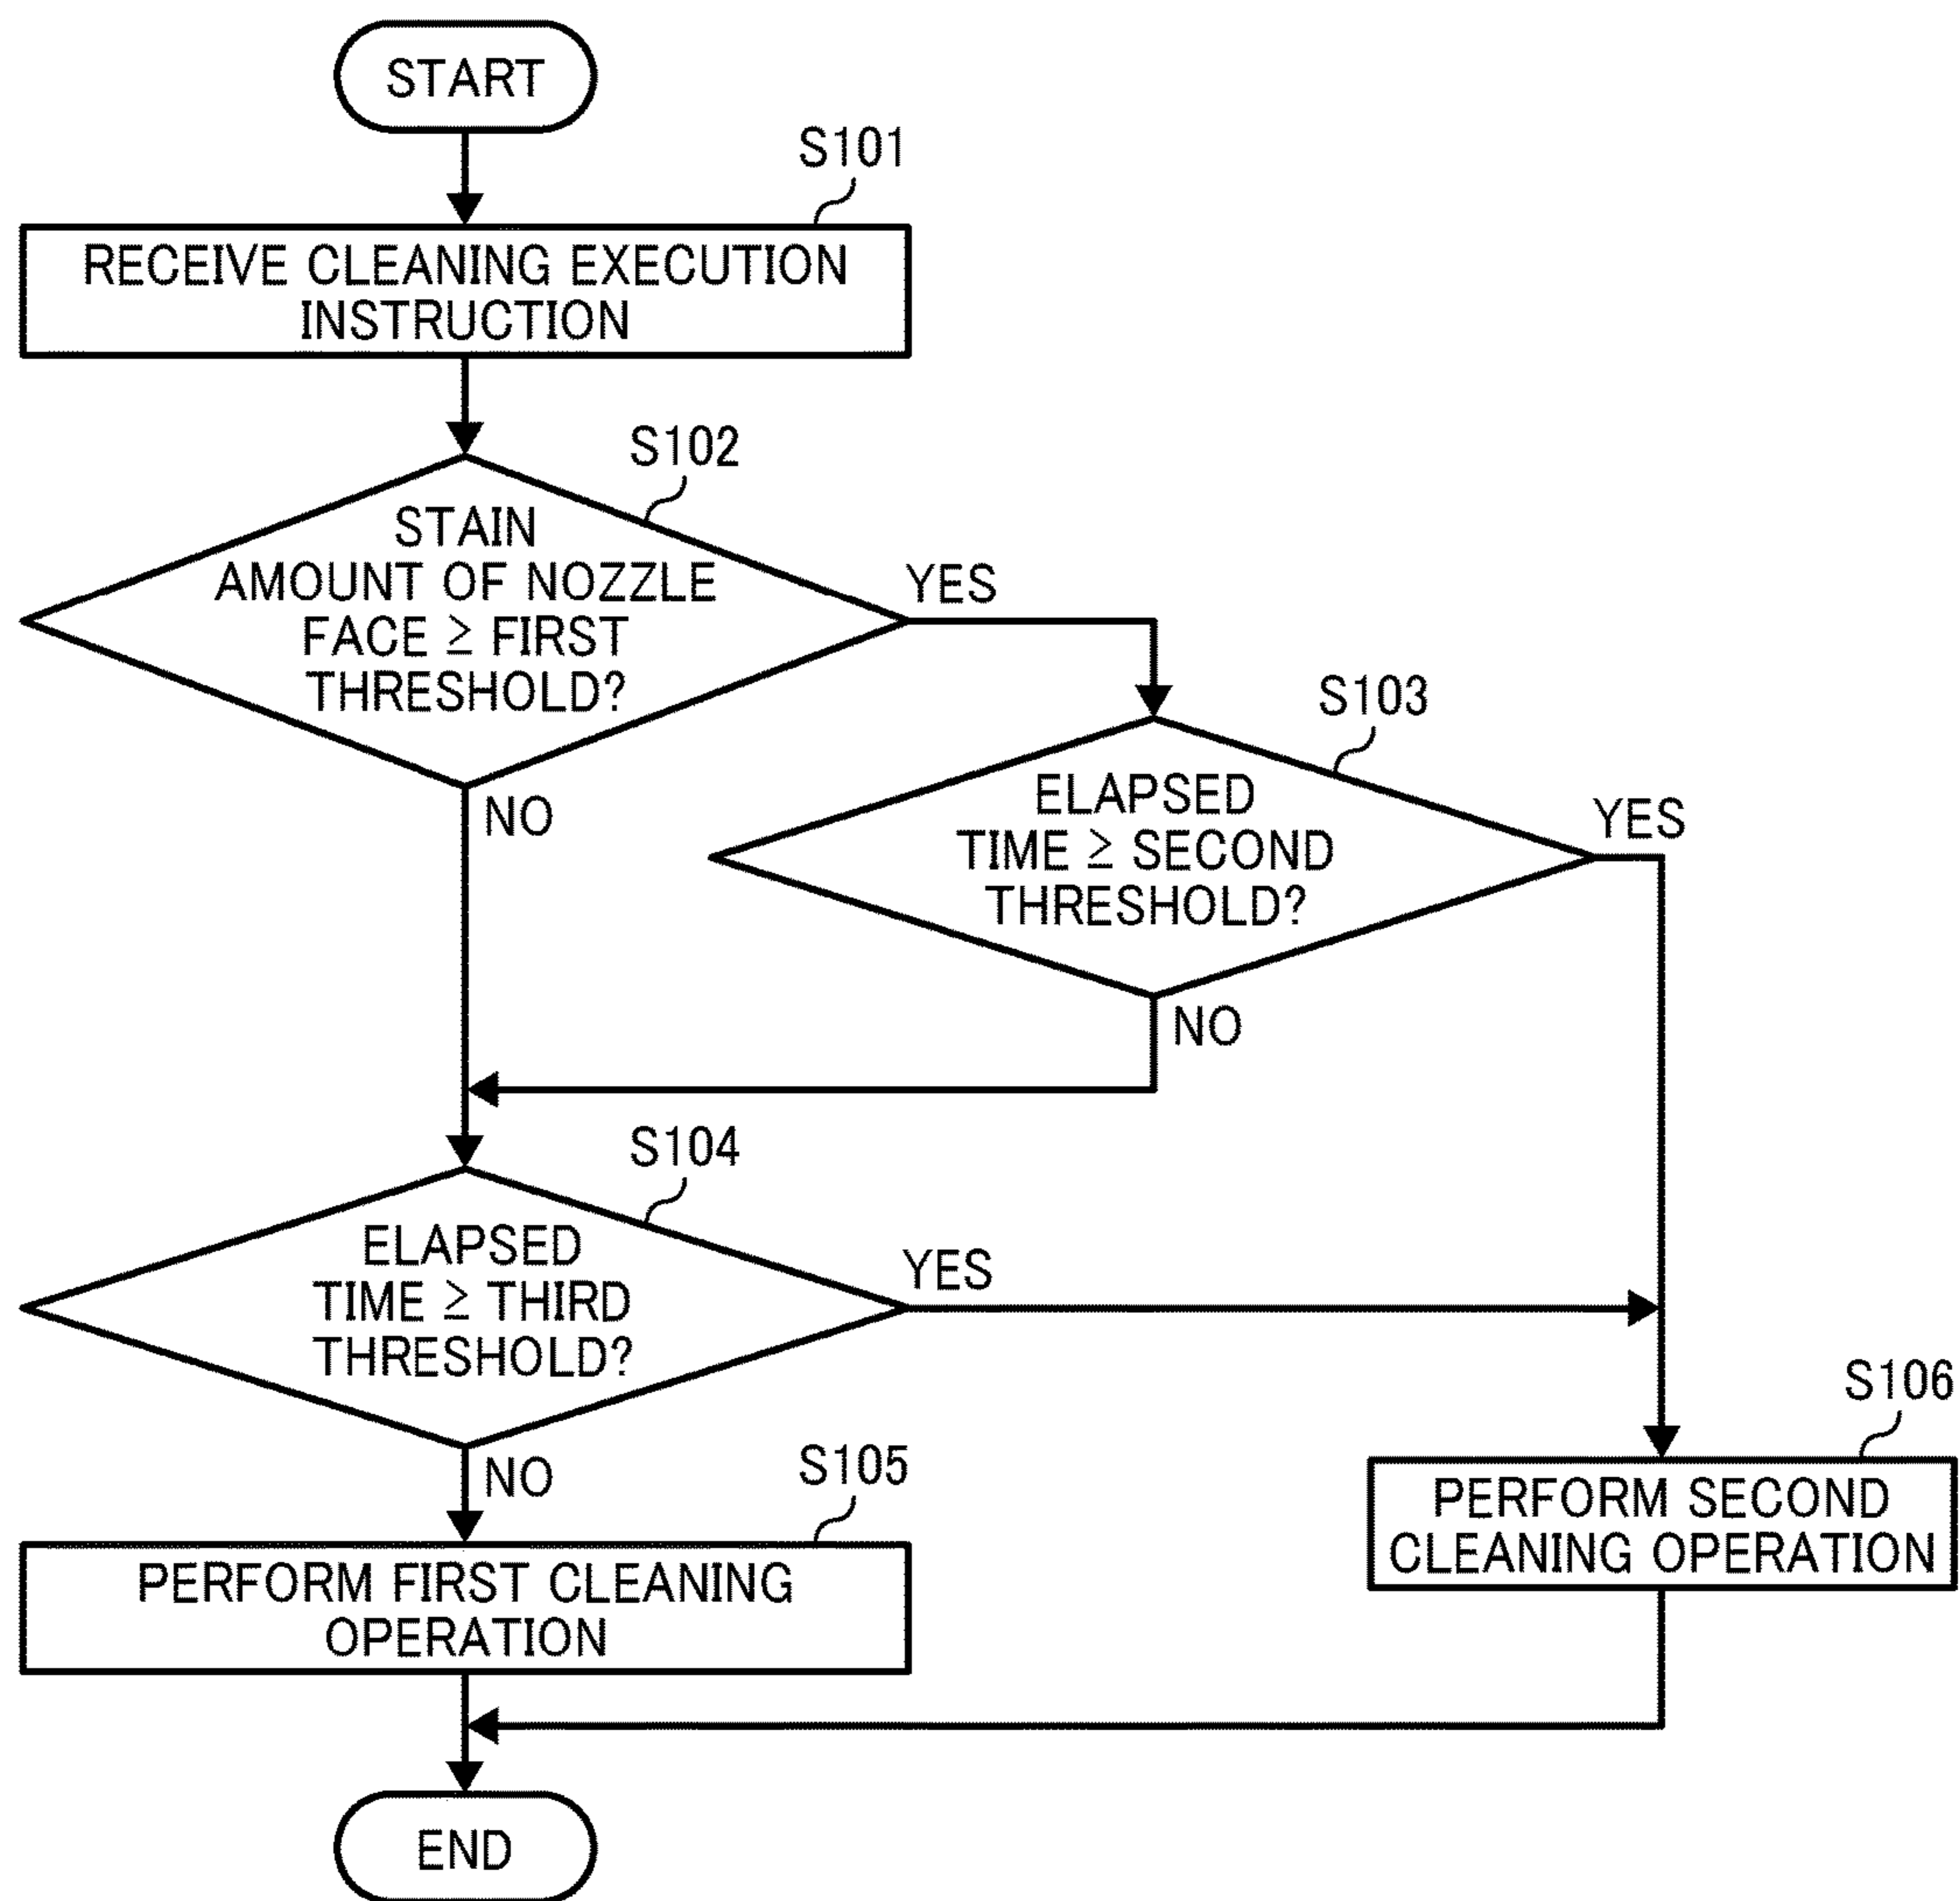 START
S101
RECEIVE CLEANING EXECUTION
INSTRUCTION
S102
STAIN
AMOUNT OF NOZZLE
FACE ≥ FIRST
THRESHOLD?
YES
NO
S103
ELAPSED
TIME ≥ SECOND
THRESHOLD?
YES
NO
S104
ELAPSED
TIME ≥ THIRD
THRESHOLD?
YES
NO
S105
PERFORM FIRST CLEANING
OPERATION
S106
PERFORM SECOND
CLEANING OPERATION
END